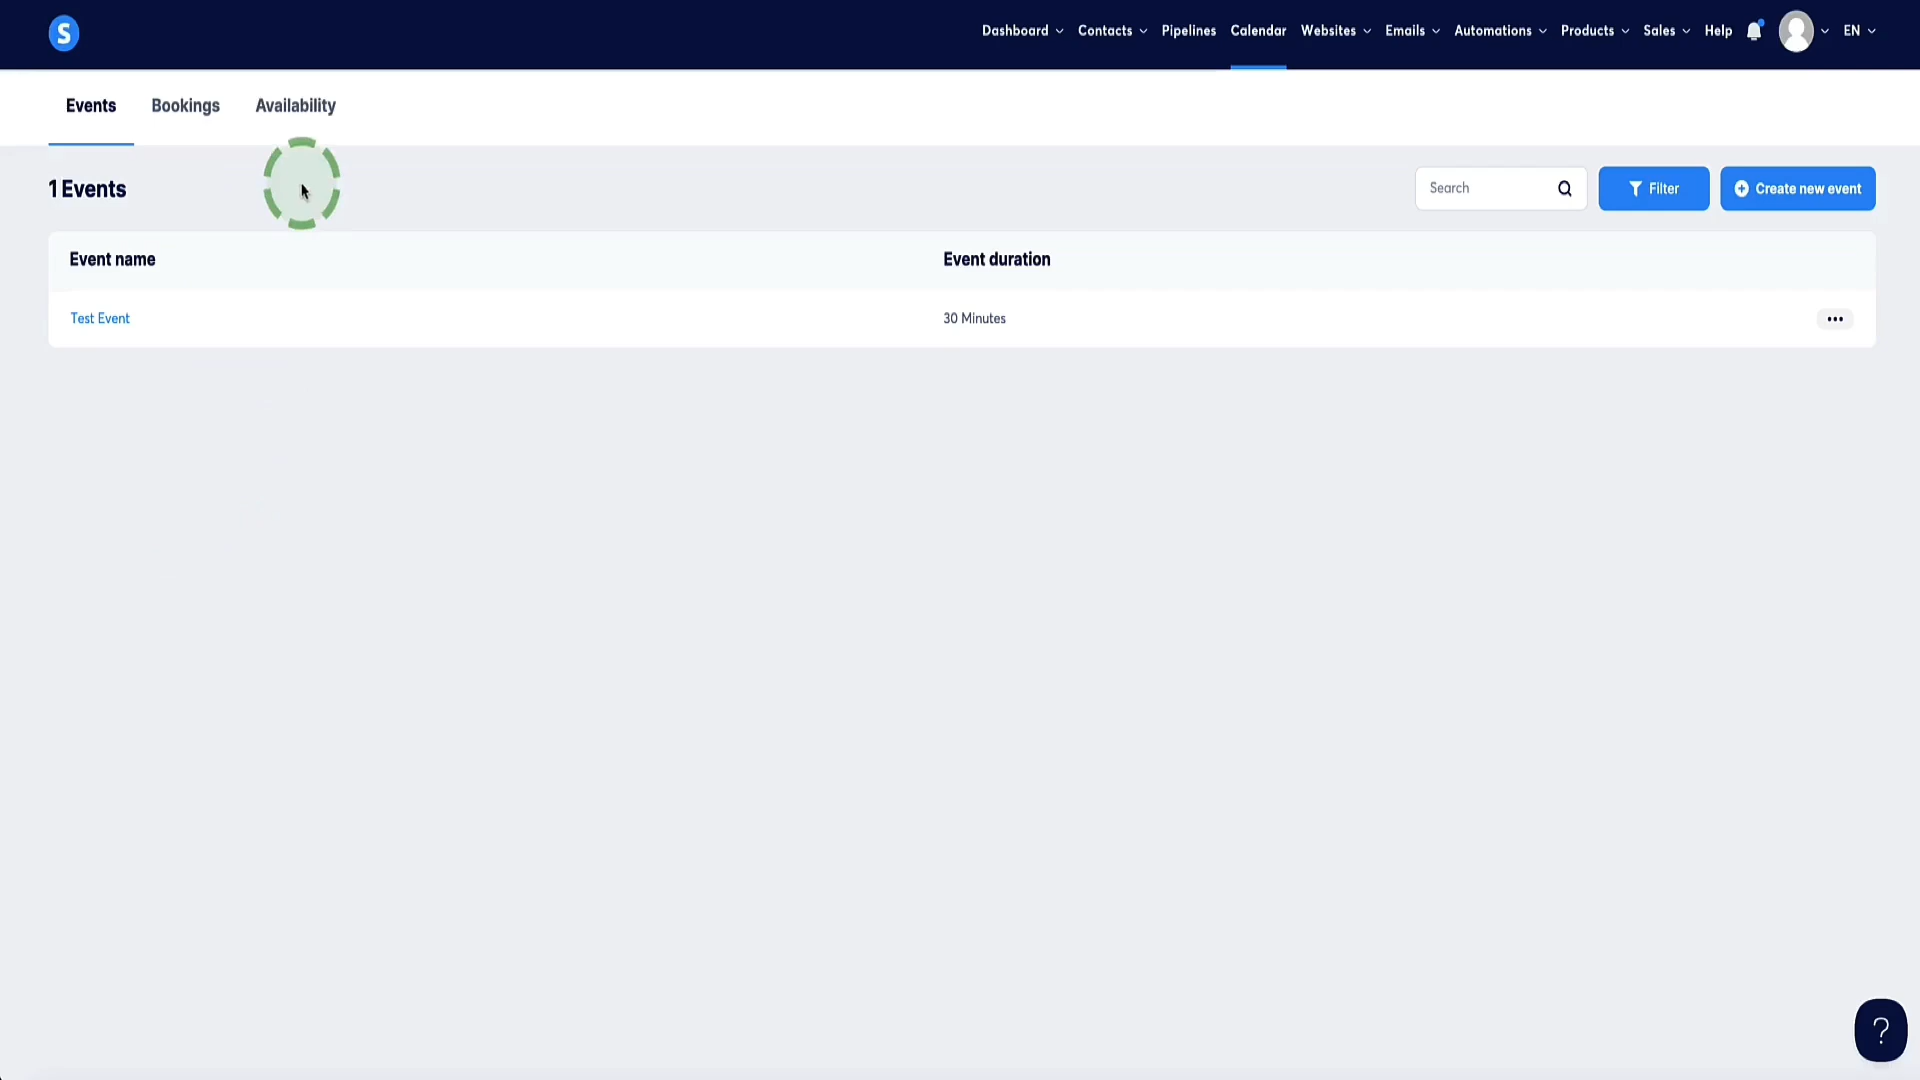 S
Dashboard Contacts Pipelines Calendar Websites Emails Automations Products Sales Help EN
Events Bookings Availability
1 Events
Search Filter Create new event
Event name Event duration
Test Event 30 Minutes
?